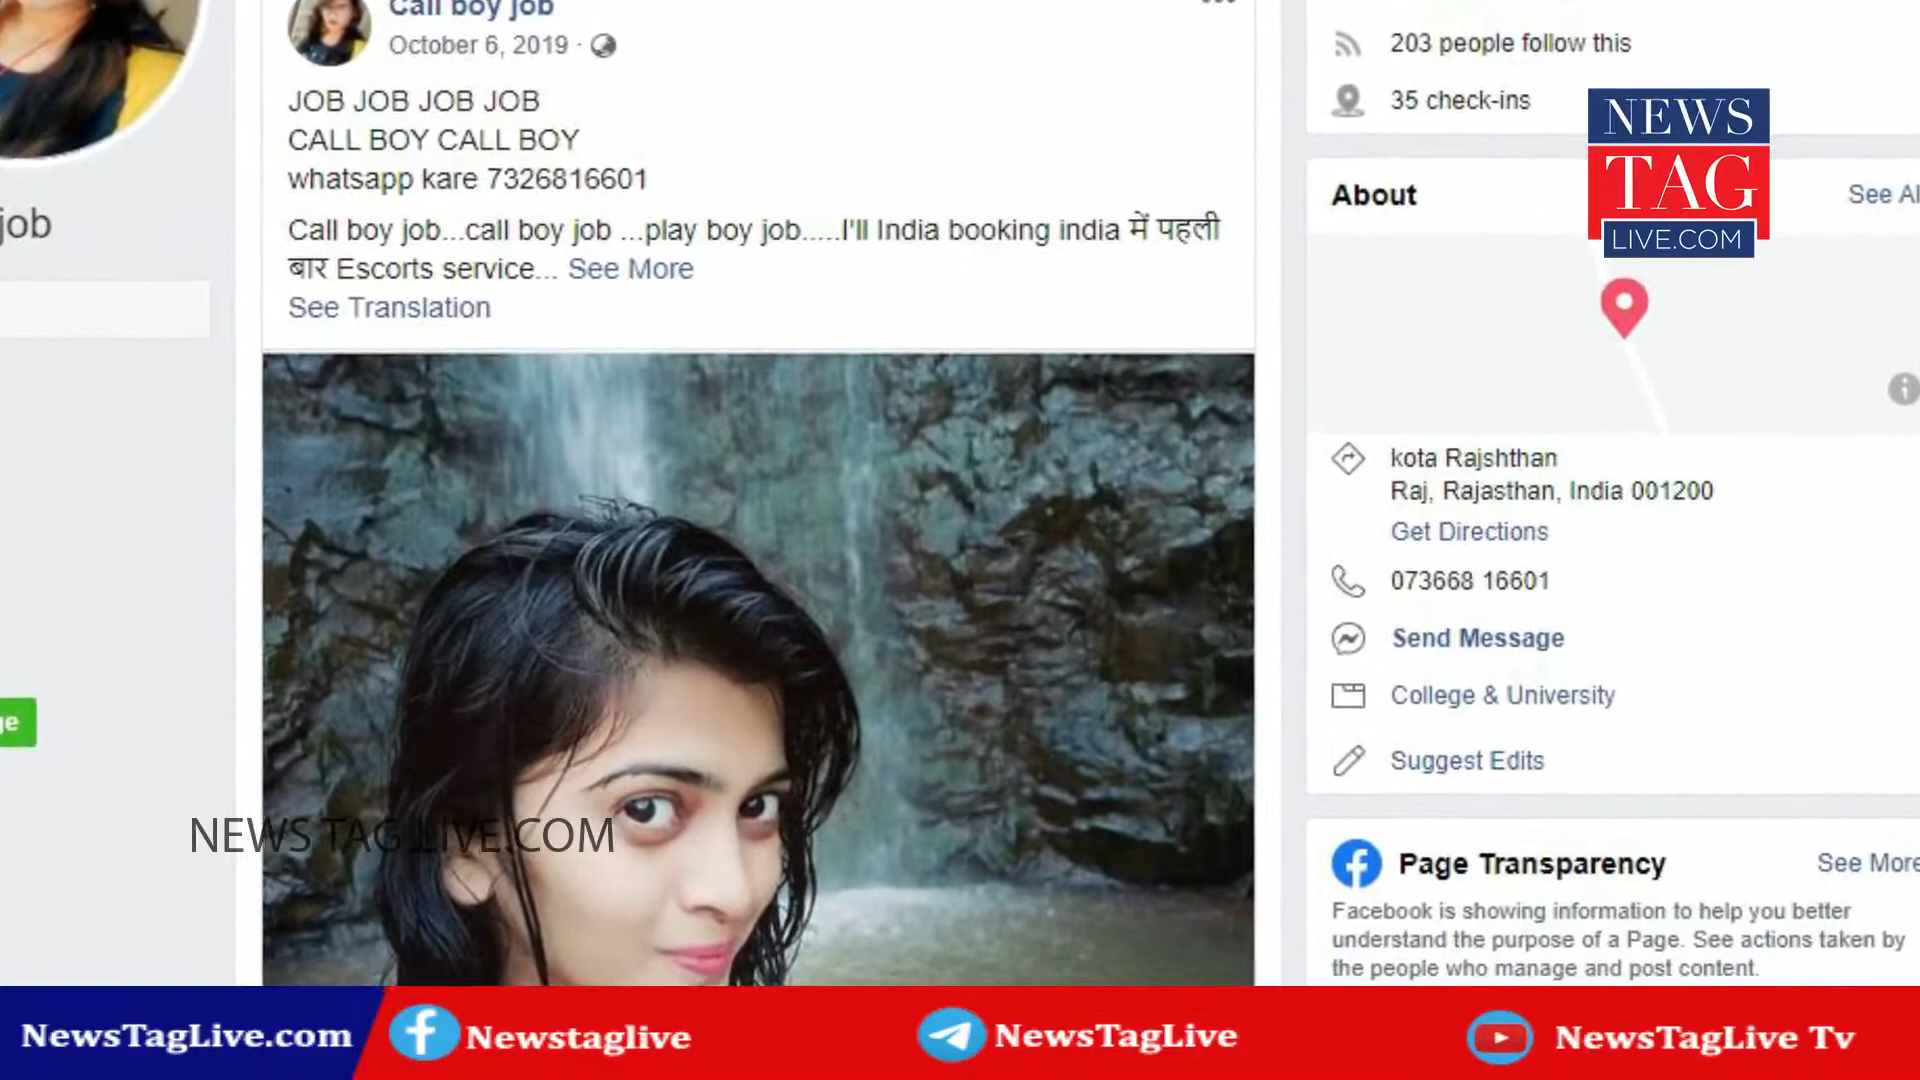 Call boy job
October 6, 2019 ·
JOB JOB JOB JOB
CALL BOY CALL BOY
whatsapp kare 7326816601
Call boy job...call boy job ...play boy job.....I'll India booking india में पहली
बार Escorts service... See More
See Translation
job
ge
203 people follow this
35 check-ins
NEWS
TAG
LIVE.COM
About
See Al
kota Rajshthan
Raj, Rajasthan, India 001200
Get Directions
073668 16601
Send Message
College & University
Suggest Edits
Page Transparency
See More
Facebook is showing information to help you better
understand the purpose of a Page. See actions taken by
the people who manage and post content.
NEWS TAG LIVE.COM
NewsTagLive.com
Newstaglive
NewsTagLive
NewsTagLive Tv